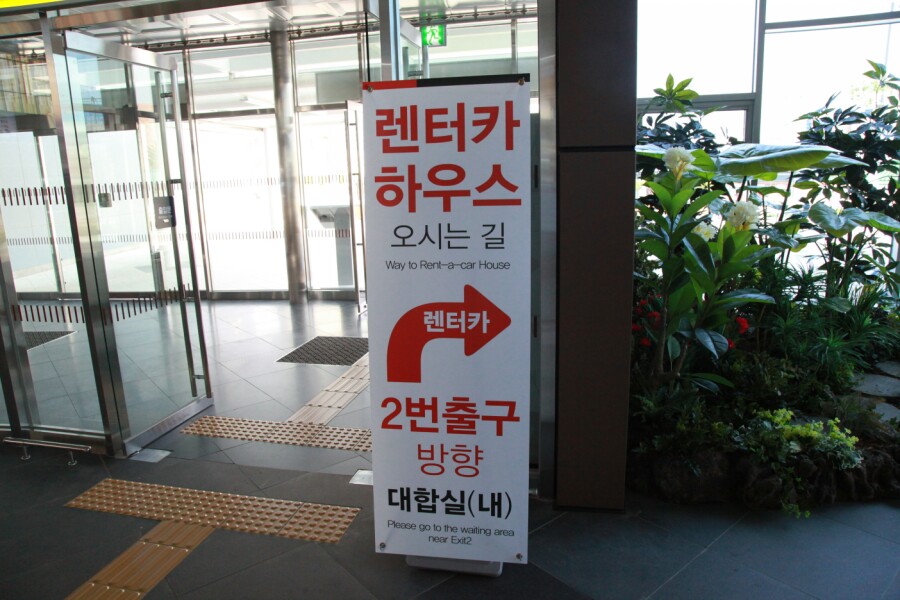 렌터카
하우스
오시는 길
Way to Rent-a-car House
렌터카
2번출구
방향
대합실(내)
Please go to the waiting area
near Exit2